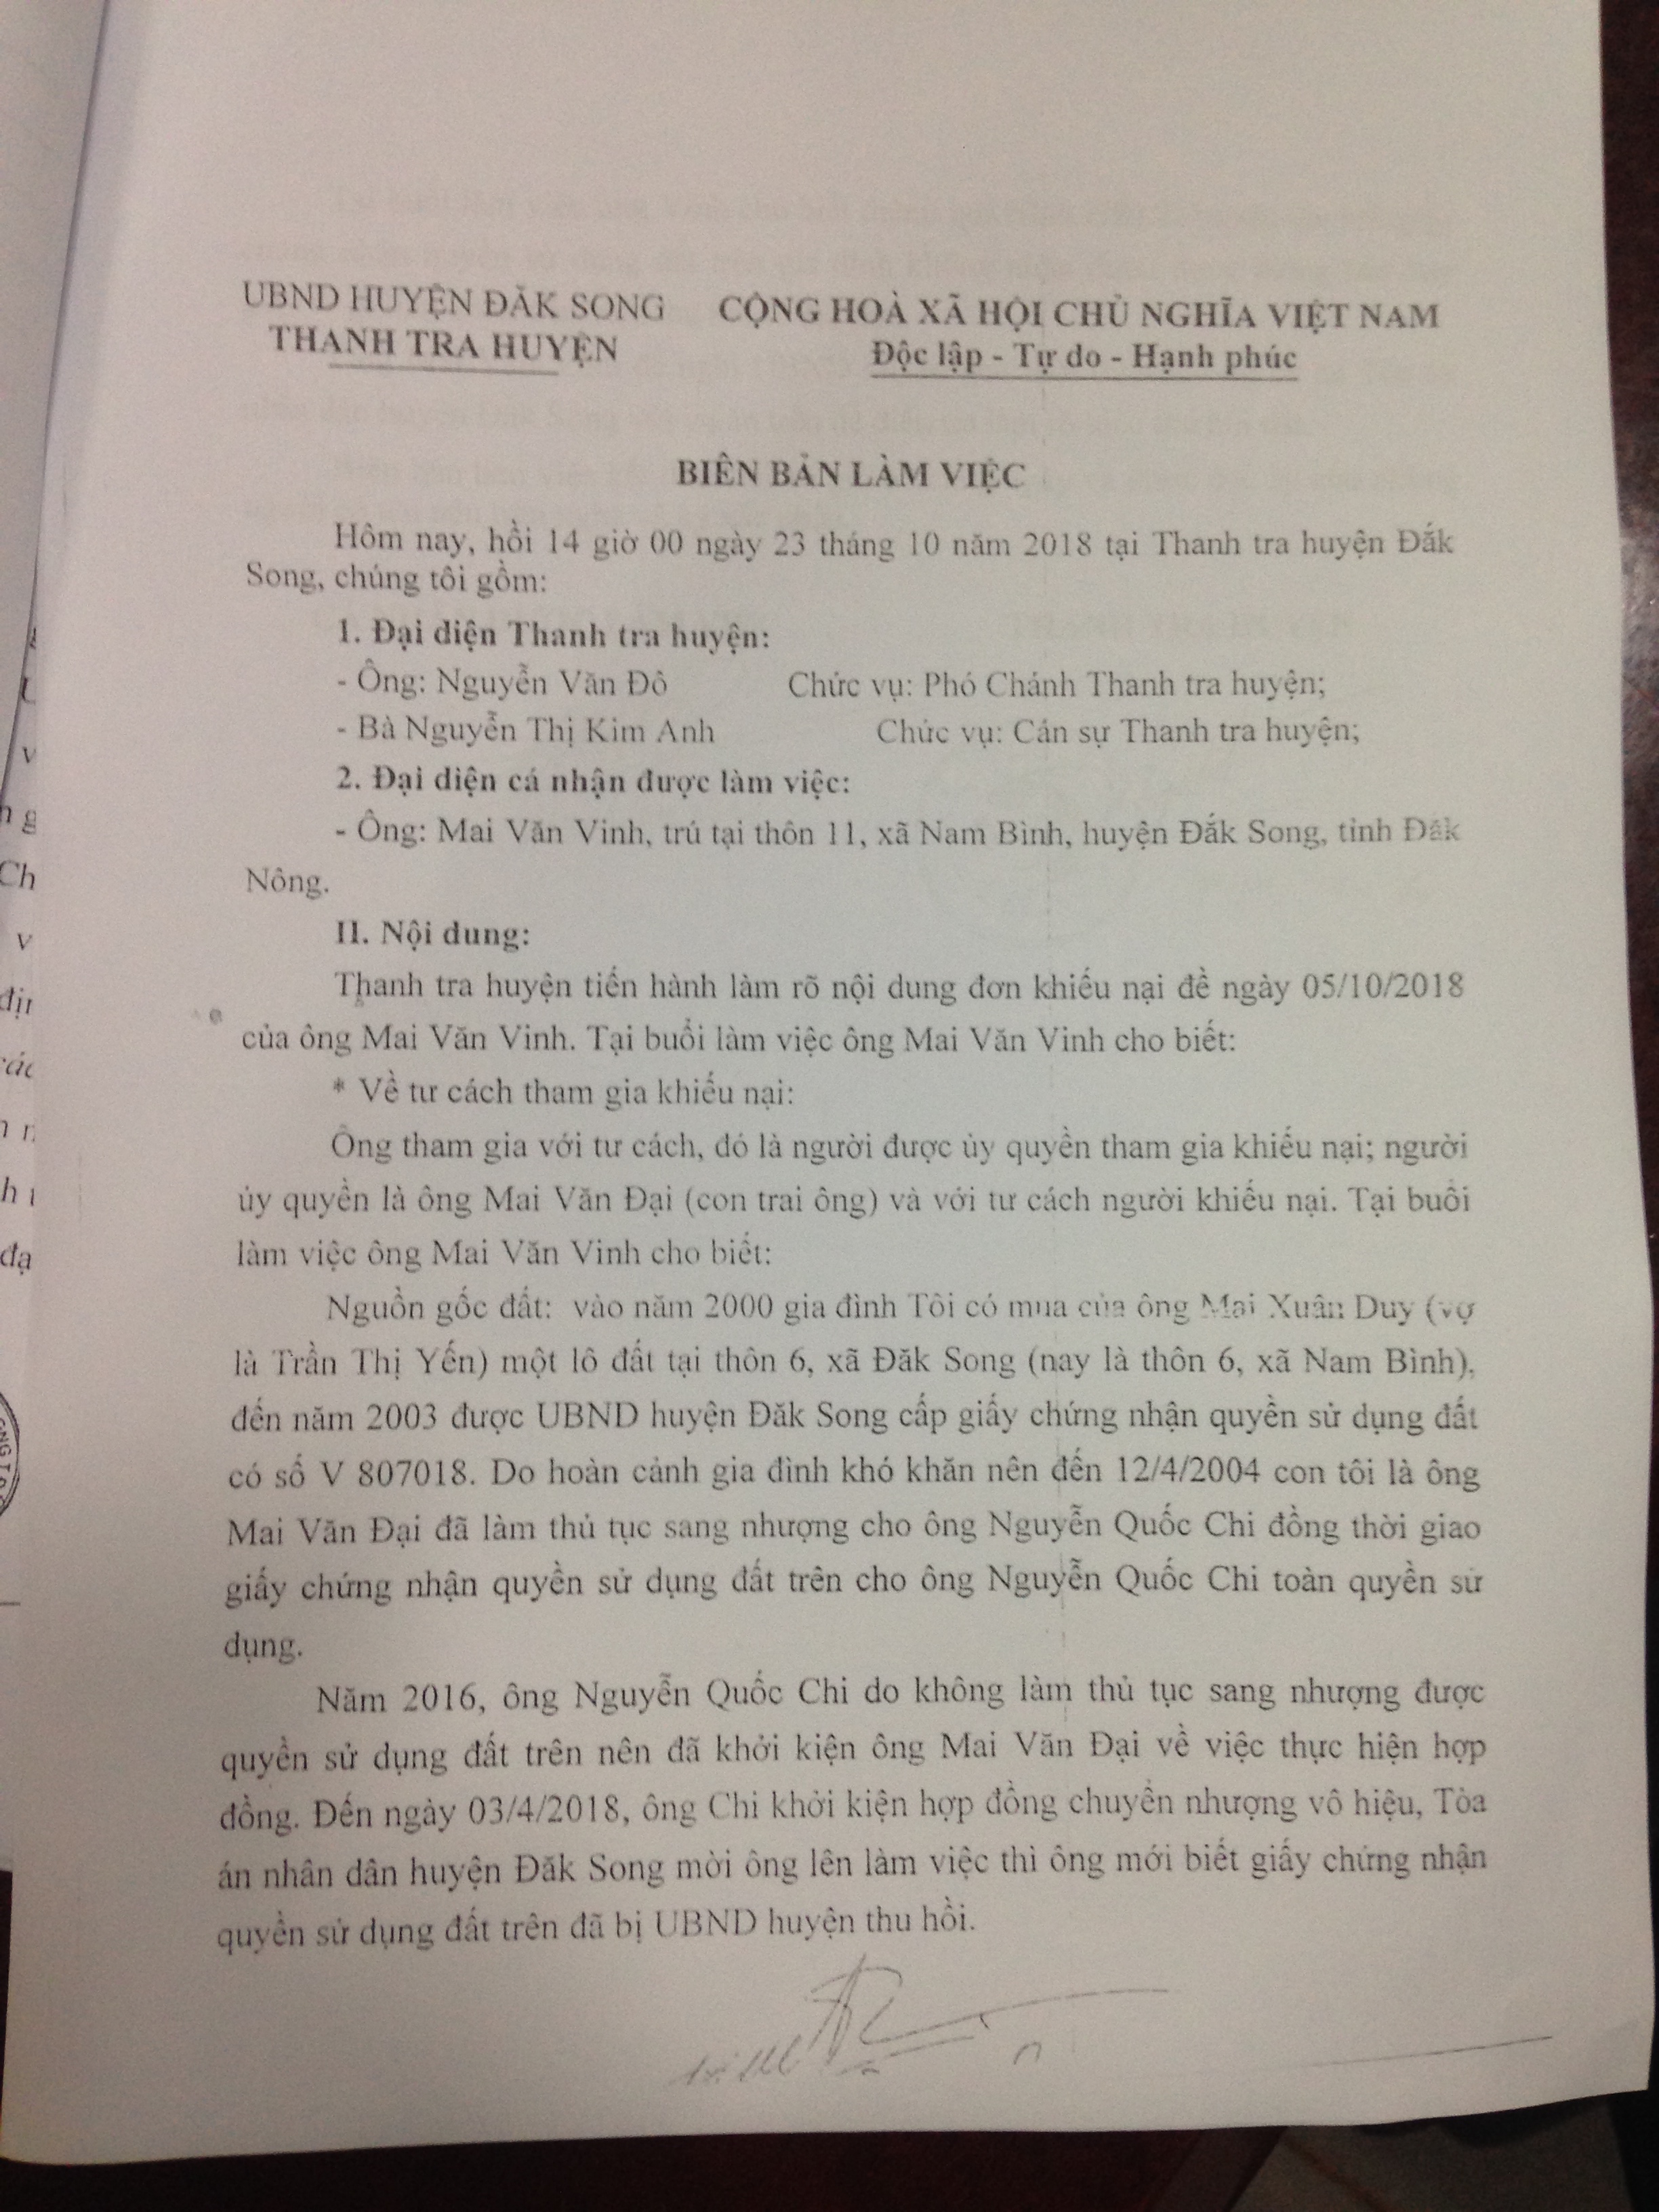 UBND HUYỆN ĐĂK SONG
THANH TRA HUYỆN
CỘNG HOÀ XÃ HỘI CHỦ NGHĨA VIỆT NAM
Độc lập - Tự do - Hạnh phúc
BIÊN BẢN LÀM VIỆC
Hôm nay, hồi 14 giờ 00 ngày 23 tháng 10 năm 2018 tại Thanh tra huyện Đắk
Song, chúng tôi gồm:
1. Đại diện Thanh tra huyện:
- Ông: Nguyễn Văn Đô Chức vụ: Phó Chánh Thanh tra huyện;
- Bà Nguyễn Thị Kim Anh Chức vụ: Cán sự Thanh tra huyện;
2. Đại diện cá nhận được làm việc:
- Ông: Mai Văn Vinh, trú tại thôn 11, xã Nam Bình, huyện Đắk Song, tỉnh Đăk
Nông.
II. Nội dung:
Thanh tra huyện tiến hành làm rõ nội dung đơn khiếu nại đề ngày 05/10/2018
của ông Mai Văn Vinh. Tại buổi làm việc ông Mai Văn Vinh cho biết:
* Về tư cách tham gia khiếu nại:
Ông tham gia với tư cách, đó là người được ủy quyền tham gia khiếu nại; người
ủy quyền là ông Mai Văn Đại (con trai ông) và với tư cách người khiếu nại. Tại buổi
làm việc ông Mai Văn Vinh cho biết:
Nguồn gốc đất: vào năm 2000 gia đình Tôi có mua của ông Mai Xuân Duy (vợ
là Trần Thị Yến) một lô đất tại thôn 6, xã Đăk Song (nay là thôn 6, xã Nam Bình),
đến năm 2003 được UBND huyện Đăk Song cấp giấy chứng nhận quyền sử dụng đất
có số V 807018. Do hoàn cảnh gia đình khó khăn nên đến 12/4/2004 con tôi là ông
Mai Văn Đại đã làm thủ tục sang nhượng cho ông Nguyễn Quốc Chi đồng thời giao
giấy chứng nhận quyền sử dụng đất trên cho ông Nguyễn Quốc Chi toàn quyền sử
dụng.
Năm 2016, ông Nguyễn Quốc Chi do không làm thủ tục sang nhượng được
quyền sử dụng đất trên nên đã khởi kiện ông Mai Văn Đại về việc thực hiện hợp
đồng. Đến ngày 03/4/2018, ông Chi khởi kiện hợp đồng chuyển nhượng vô hiệu, Tòa
án nhân dân huyện Đăk Song mời ông lên làm việc thì ông mới biết giấy chứng nhận
quyền sử dụng đất trên đã bị UBND huyện thu hồi.